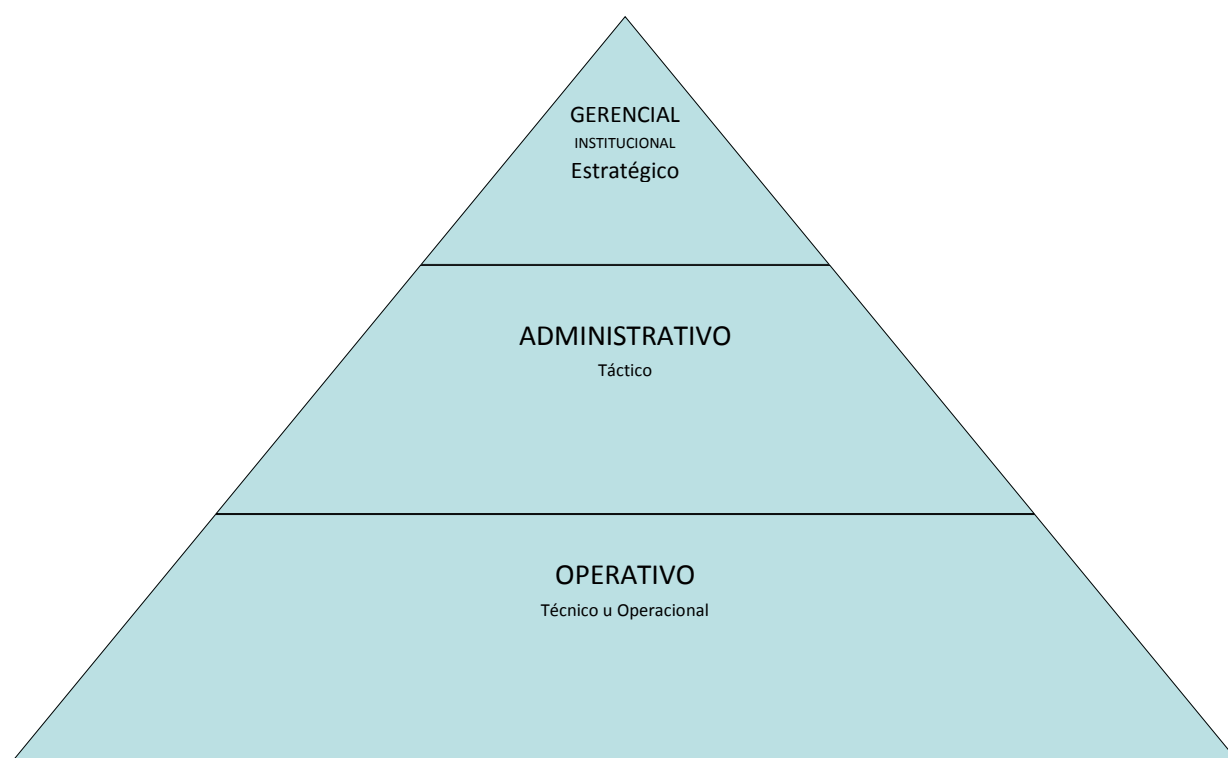 GERENCIAL
INSTITUCIONAL
Estratégico
ADMINISTRATIVO
Táctico
OPERATIVO
Técnico u Operacional